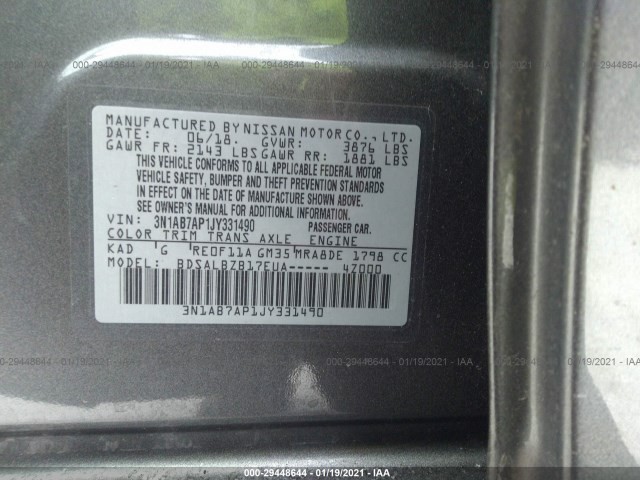 000-29448644 - 01/19/2021 - IAA
MANUFACTURED BY NISSAN MOTOR CO., LTD.
DATE: 06/18. GVWR: 3876 LBS
GAWR FR: 2143 LBS GAWR RR: 1881 LBS
THIS VEHICLE CONFORMS TO ALL APPLICABLE FEDERAL MOTOR
VEHICLE SAFETY, BUMPER AND THEFT PREVENTION STANDARDS
IN EFFECT ON THE DATE OF MANUFACTURE SHOWN ABOVE.
SEE OWNER'S MANUAL FOR ADDITIONAL INFORMATION.
VIN: 3N1AB7AP1JY331490 PASSENGER CAR.
COLOR TRIM TRANS AXLE ENGINE
KAD G RE0F11A GM35 MRA8DE 1798 CC
MODEL: BDSALBZB17EUA----- 4Z000
3N1AB7AP1JY331490
000-29448644 - 01/19/2021 - IAA
000-29448644 - 01/19/2021 - IAA